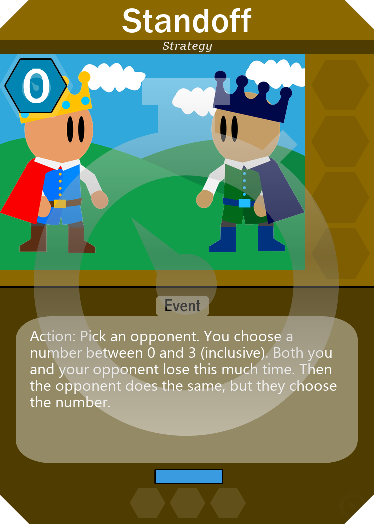 Standoff
Strategy
0
Event
Action: Pick an opponent. You choose a
number between 0 and 3 (inclusive). Both you
and your opponent lose this much time. Then
the opponent does the same, but they choose
the number.